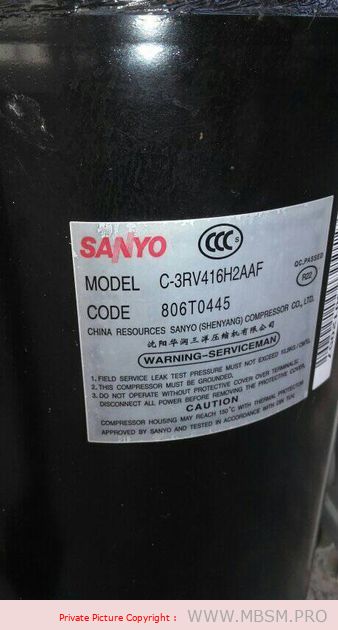 SANYO
CCC S
QC.PASSED
R22
MODEL C-3RV416H2AAF
CODE 806T0445
CHINA RESOURCES SANYO (SHENYANG) COMPRESSOR CO., LTD.
沈阳华润三洋压缩机有限公司
WARNING-SERVICEMAN
1. FIELD SERVICE LEAK TEST PRESSURE MUST NOT EXCEED
2. THIS COMPRESSOR MUST BE GROUNDED.
3. DO NOT OPERATE WITHOUT PROTECTIVE COVER OVER TERMINALS.
DISCONNECT ALL POWER BEFORE REMOVING THE PROTECTIVE COVER.
CAUTION
COMPRESSOR HOUSING MAY REACH 150°C WITH THERMAL PROTECTOR
APPROVED BY SANYO AND TESTED IN ACCORDANCE WITH DIN
Private Picture Copyright : WWW.MBSM.PRO